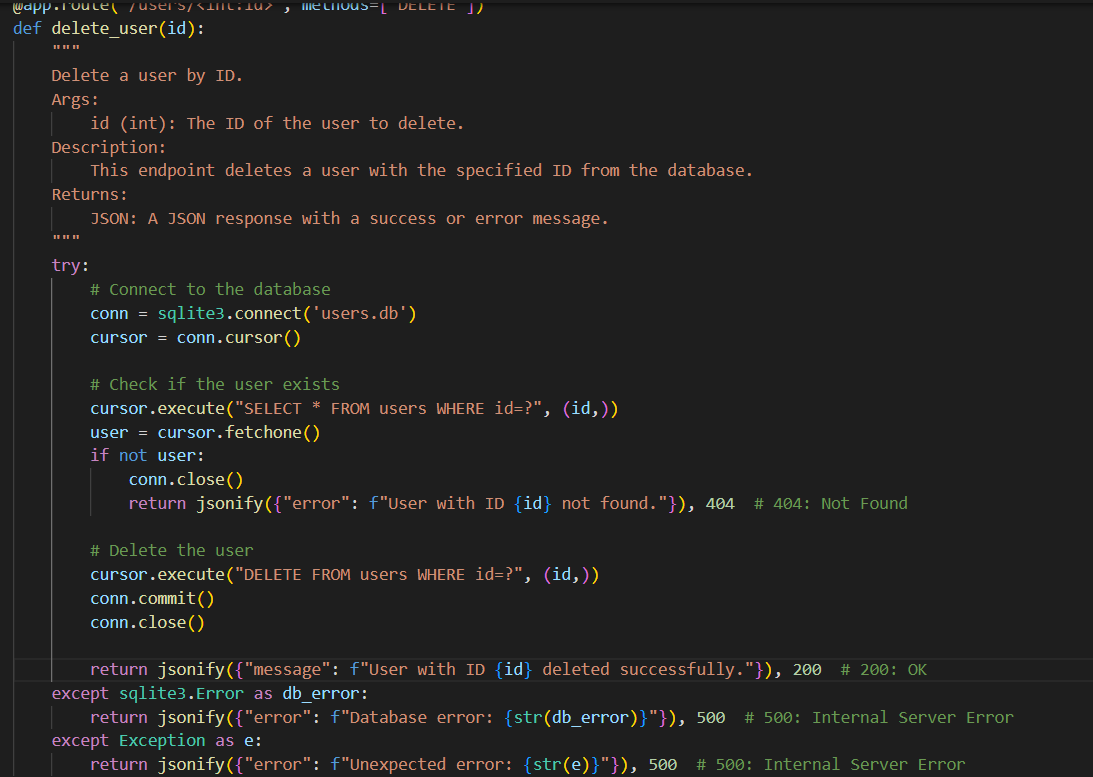 @app.route('/users/<int:id>', methods=['DELETE'])
def delete_user(id):
    """
    Delete a user by ID.
    Args:
        id (int): The ID of the user to delete.
    Description:
        This endpoint deletes a user with the specified ID from the database.
    Returns:
        JSON: A JSON response with a success or error message.
    """
    try:
        # Connect to the database
        conn = sqlite3.connect('users.db')
        cursor = conn.cursor()

        # Check if the user exists
        cursor.execute("SELECT * FROM users WHERE id=?", (id,))
        user = cursor.fetchone()
        if not user:
            conn.close()
            return jsonify({"error": f"User with ID {id} not found."}), 404  # 404: Not Found

        # Delete the user
        cursor.execute("DELETE FROM users WHERE id=?", (id,))
        conn.commit()
        conn.close()

        return jsonify({"message": f"User with ID {id} deleted successfully."}), 200  # 200: OK
    except sqlite3.Error as db_error:
        return jsonify({"error": f"Database error: {str(db_error)}"}), 500  # 500: Internal Server Error
    except Exception as e:
        return jsonify({"error": f"Unexpected error: {str(e)}"}), 500  # 500: Internal Server Error